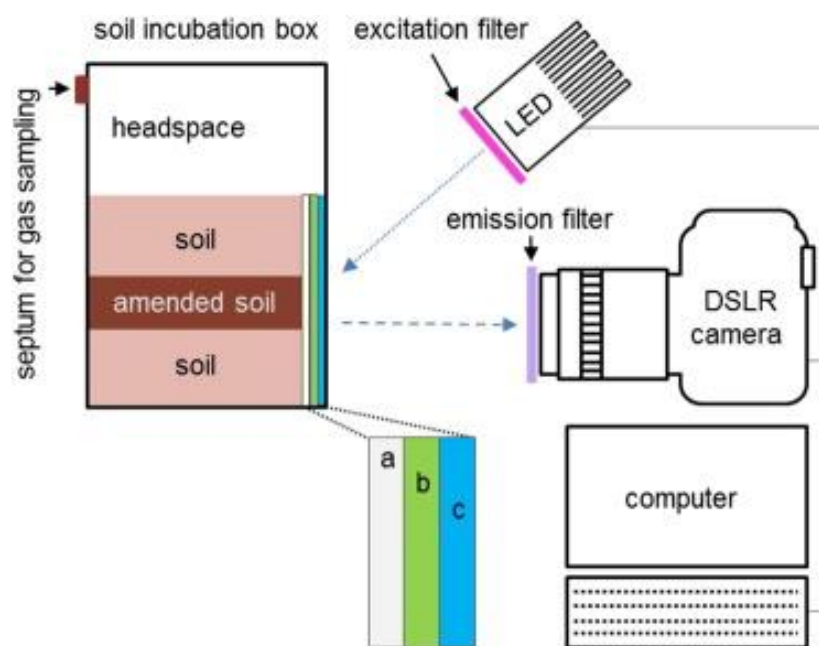 soil incubation box
excitation filter
LED
septum for gas sampling
headspace
emission filter
soil
amended soil
soil
DSLR
camera
a
b
c
computer